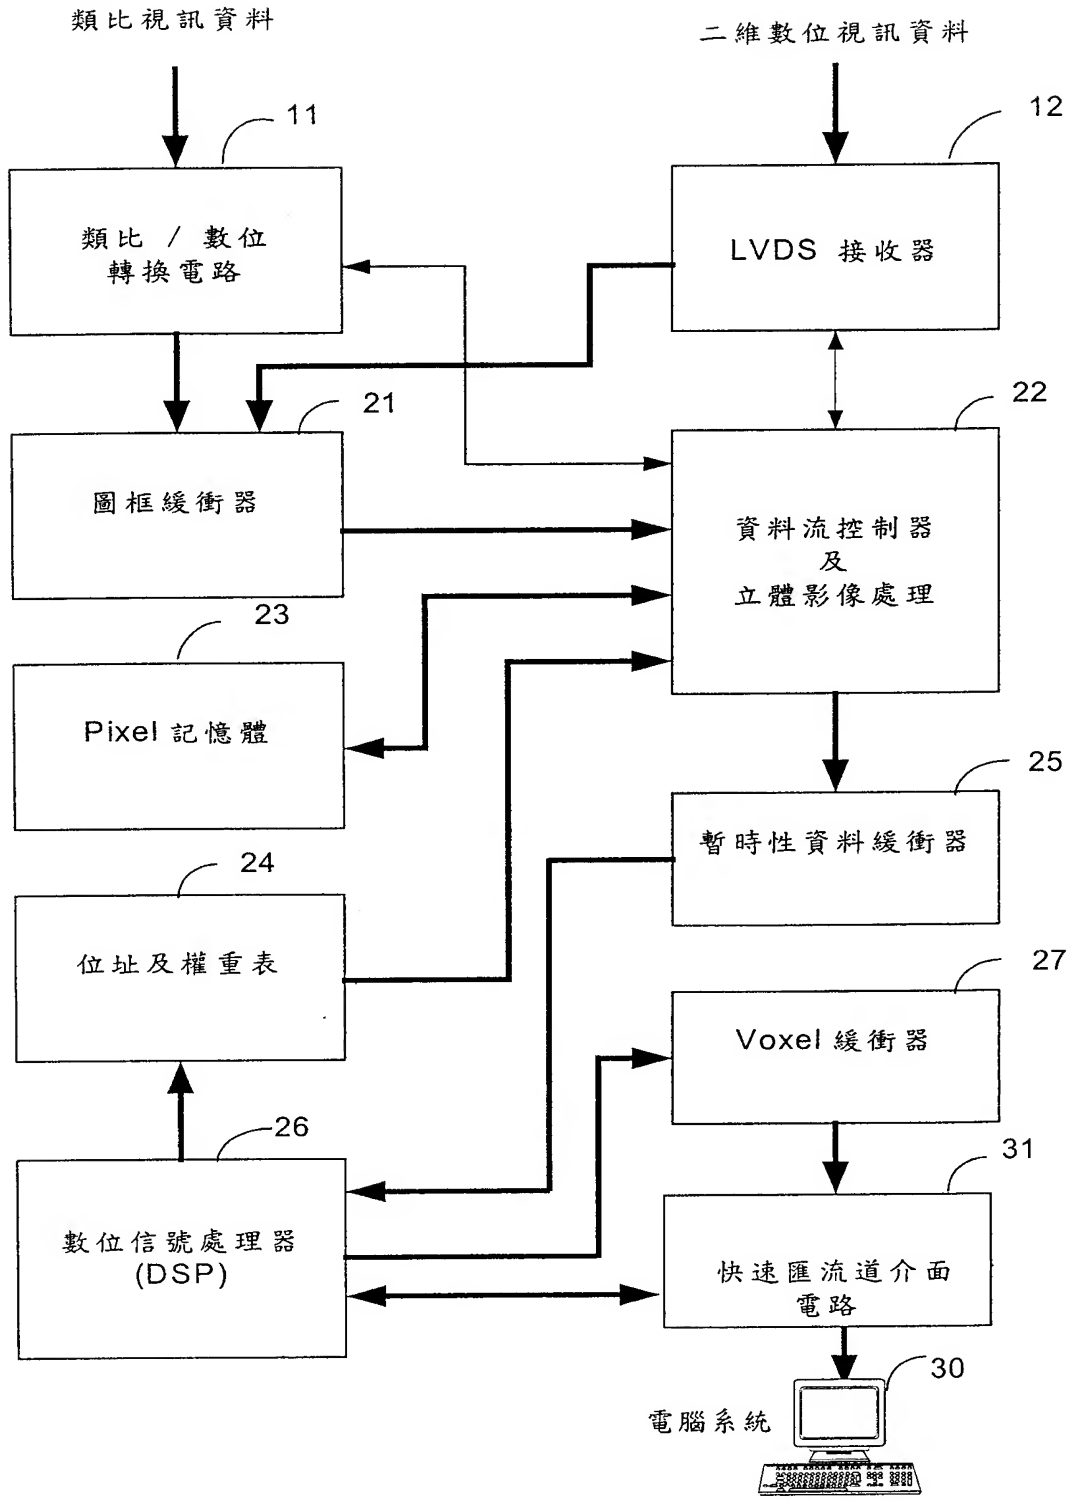 類比視訊資料
二維數位視訊資料
11
12
類比 / 數位
轉換電路
LVDS 接收器
21
22
圖框緩衝器
資料流控制器
及
立體影像處理
23
Pixel 記憶體
25
暫時性資料緩衝器
24
位址及權重表
27
Voxel 緩衝器
26
數位信號處理器
(DSP)
31
快速匯流道介面
電路
30
電腦系統